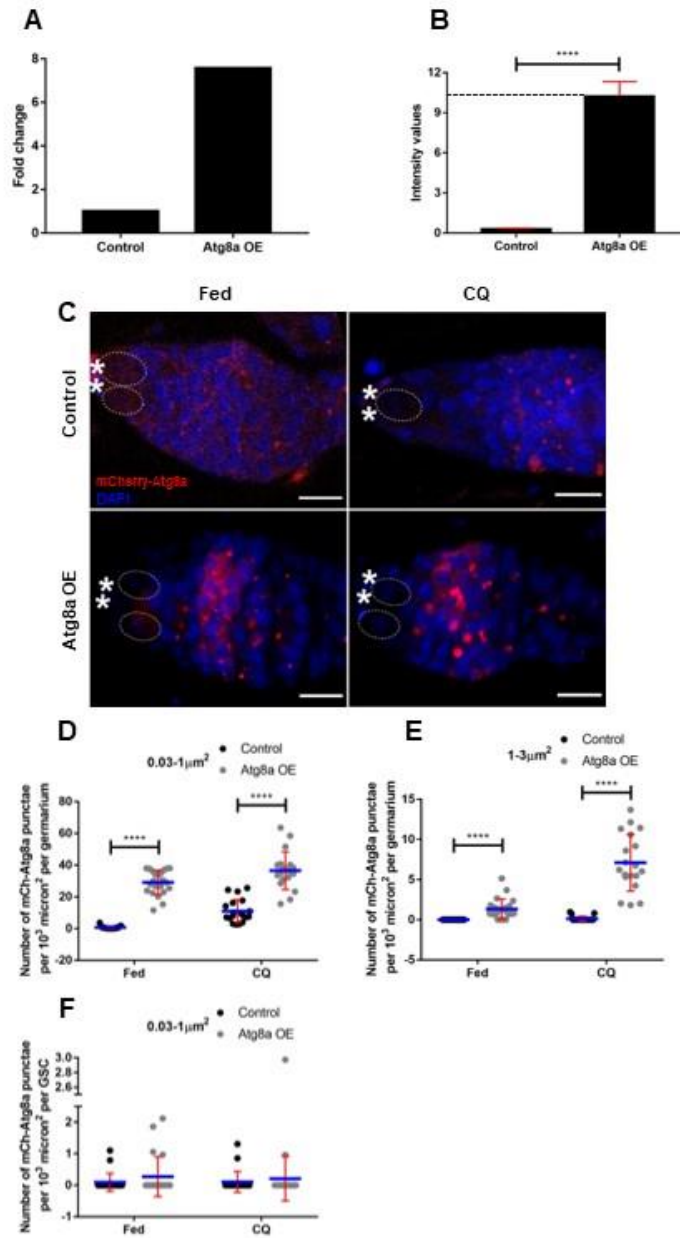 A
Fold change
8
6
4
2
0
Control
Atg8a OE
B
Intensity values
12
9
6
3
0
****
Control
Atg8a OE
C
Fed
CQ
Control
Atg8a OE
*
*
*
*
*
*
*
*
mCherry-Atg8a
DAPI
D
0.03-1µm²
Control
Atg8a OE
Number of mCh-Atg8a punctae
per 10³ micron² per germarium
80
60
40
20
0
-20
****
****
Fed
CQ
E
1-3µm²
Control
Atg8a OE
Number of mCh-Atg8a punctae
per 10³ micron² per germarium
15
10
5
0
-5
****
****
Fed
CQ
F
0.03-1µm²
Control
Atg8a OE
Number of mCh-Atg8a punctae
per 10³ micron² per GSC
3.0
2.8
2.6
2
1
0
-1
Fed
CQ